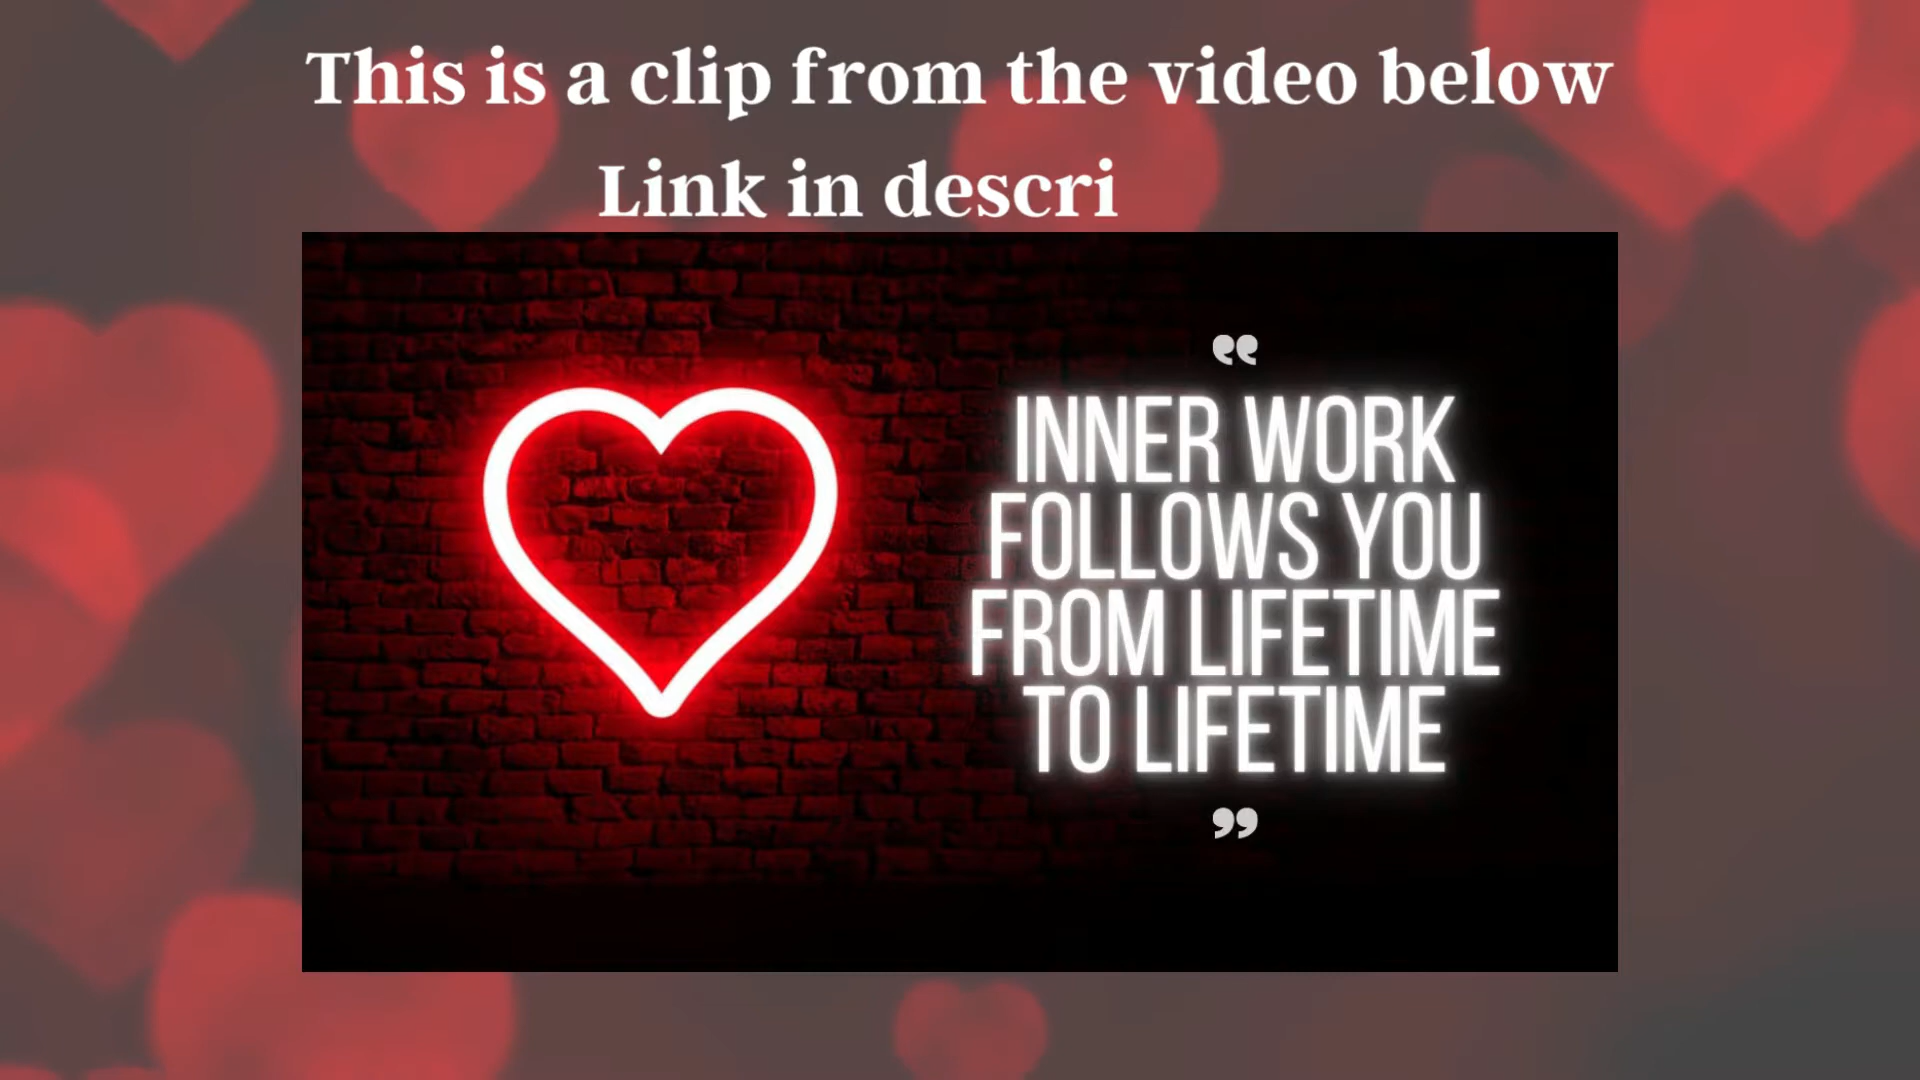 This is a clip from the video below
Link in descri
“
INNER WORK
FOLLOWS YOU
FROM LIFETIME
TO LIFETIME
”